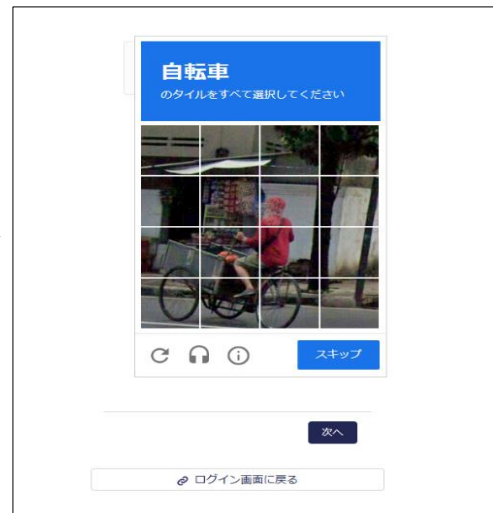 自転車
のタイルをすべて選択してください
スキップ
次へ
ログイン画面に戻る